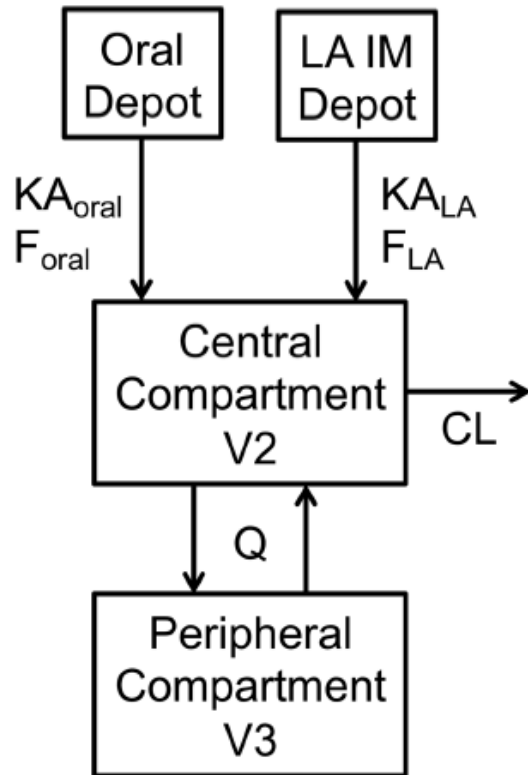 Oral
Depot
LA IM
Depot
KAoral
Foral
KALA
FLA
Central
Compartment
V2
CL
Q
Peripheral
Compartment
V3